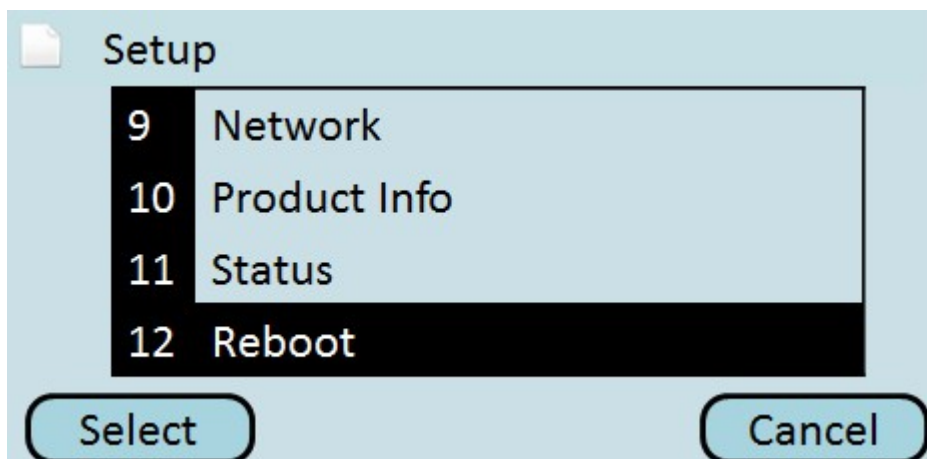 Setup
9 Network
10 Product Info
11 Status
12 Reboot
Select Cancel